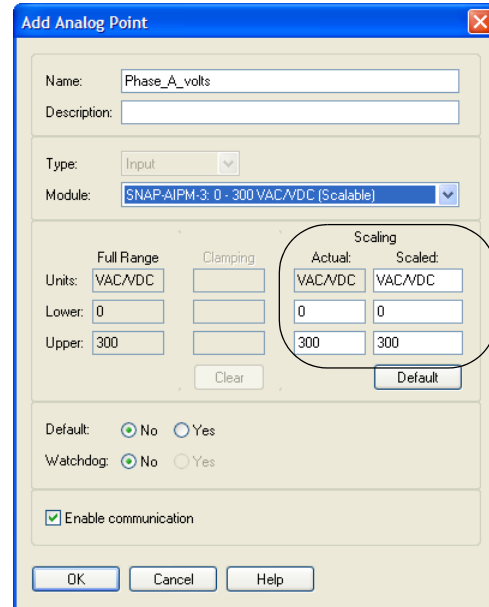 Add Analog Point
Name: Phase_A_volts
Description:
Type: Input
Module: SNAP-AIPM-3: 0 - 300 VAC/VDC (Scalable)
Scaling
Full Range Clamping Actual: Scaled:
Units: VAC/VDC VAC/VDC VAC/VDC
Lower: 0 0 0
Upper: 300 300 300
Clear Default
Default: No Yes
Watchdog: No Yes
Enable communication
OK Cancel Help